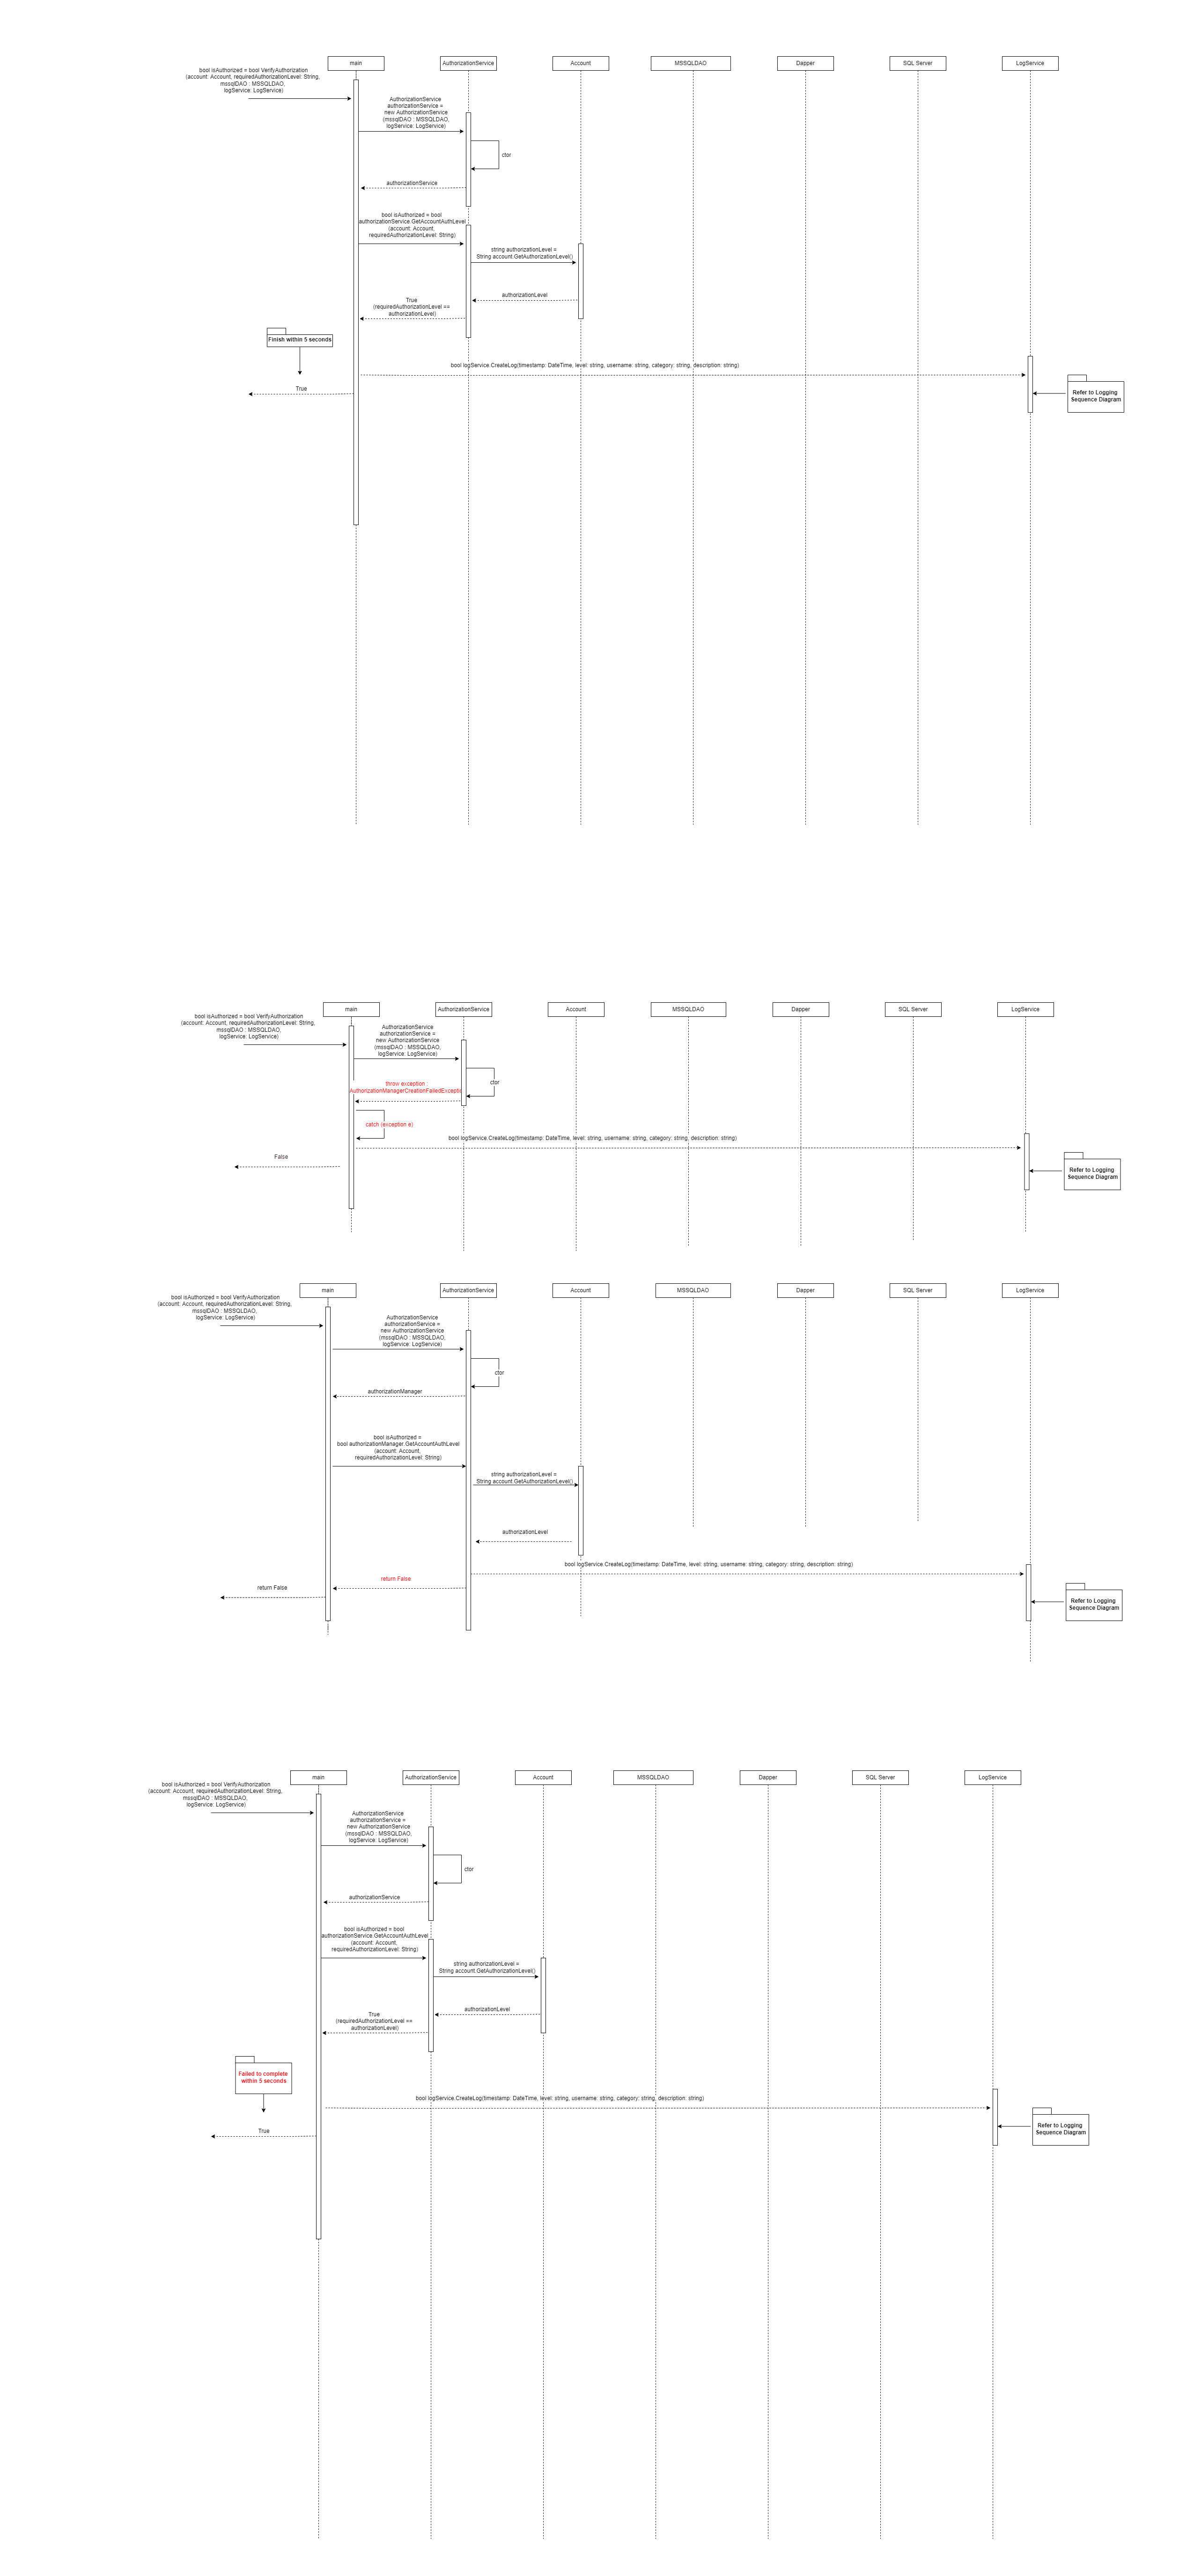 main
AuthorizationService
Account
MSSQLDAO
Dapper
SQL Server
LogService
bool isAuthorized = bool VerifyAuthorization
(account: Account, requiredAuthorizationLevel: String,
mssqlDAO : MSSQLDAO,
logService: LogService)
AuthorizationService
authorizationService =
new AuthorizationService
(mssqlDAO : MSSQLDAO,
logService: LogService)
ctor
authorizationService
bool isAuthorized = bool
authorizationService.GetAccountAuthLevel
(account: Account,
requiredAuthorizationLevel: String)
string authorizationLevel =
String account.GetAuthorizationLevel()
authorizationLevel
True
(requiredAuthorizationLevel ==
authorizationLevel)
Finish within 5 seconds
bool logService.CreateLog(timestamp: DateTime, level: string, username: string, category: string, description: string)
True
Refer to Logging
Sequence Diagram
main
AuthorizationService
Account
MSSQLDAO
Dapper
SQL Server
LogService
bool isAuthorized = bool VerifyAuthorization
(account: Account, requiredAuthorizationLevel: String,
mssqlDAO : MSSQLDAO,
logService: LogService)
AuthorizationService
authorizationService =
new AuthorizationService
(mssqlDAO : MSSQLDAO,
logService: LogService)
ctor
throw exception :
AuthorizationManagerCreationFailedExceptio
catch (exception e)
bool logService.CreateLog(timestamp: DateTime, level: string, username: string, category: string, description: string)
False
Refer to Logging
Sequence Diagram
main
AuthorizationService
Account
MSSQLDAO
Dapper
SQL Server
LogService
bool isAuthorized = bool VerifyAuthorization
(account: Account, requiredAuthorizationLevel: String,
mssqlDAO : MSSQLDAO,
logService: LogService)
AuthorizationService
authorizationService =
new AuthorizationService
(mssqlDAO : MSSQLDAO,
logService: LogService)
ctor
authorizationManager
bool isAuthorized =
bool authorizationManager.GetAccountAuthLevel
(account: Account,
requiredAuthorizationLevel: String)
string authorizationLevel =
String account.GetAuthorizationLevel()
authorizationLevel
bool logService.CreateLog(timestamp: DateTime, level: string, username: string, category: string, description: string)
return False
return False
Refer to Logging
Sequence Diagram
main
AuthorizationService
Account
MSSQLDAO
Dapper
SQL Server
LogService
bool isAuthorized = bool VerifyAuthorization
(account: Account, requiredAuthorizationLevel: String,
mssqlDAO : MSSQLDAO,
logService: LogService)
AuthorizationService
authorizationService =
new AuthorizationService
(mssqlDAO : MSSQLDAO,
logService: LogService)
ctor
authorizationService
bool isAuthorized = bool
authorizationService.GetAccountAuthLevel
(account: Account,
requiredAuthorizationLevel: String)
string authorizationLevel =
String account.GetAuthorizationLevel()
authorizationLevel
True
(requiredAuthorizationLevel ==
authorizationLevel)
Failed to complete
within 5 seconds
bool logService.CreateLog(timestamp: DateTime, level: string, username: string, category: string, description: string)
True
Refer to Logging
Sequence Diagram